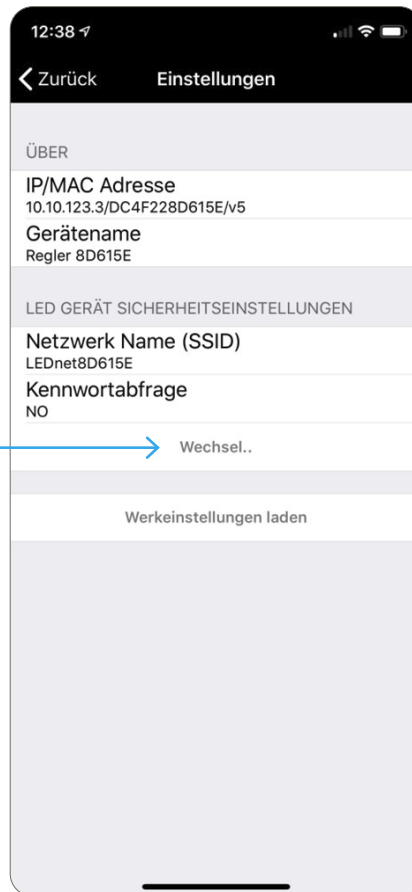 12:38
Zurück Einstellungen
ÜBER
IP/MAC Adresse
10.10.123.3/DC4F228D615E/v5
Gerätename
Regler 8D615E
LED GERÄT SICHERHEITSEINSTELLUNGEN
Netzwerk Name (SSID)
LEDnet8D615E
Kennwortabfrage
NO
Wechsel..
Werkeinstellungen laden